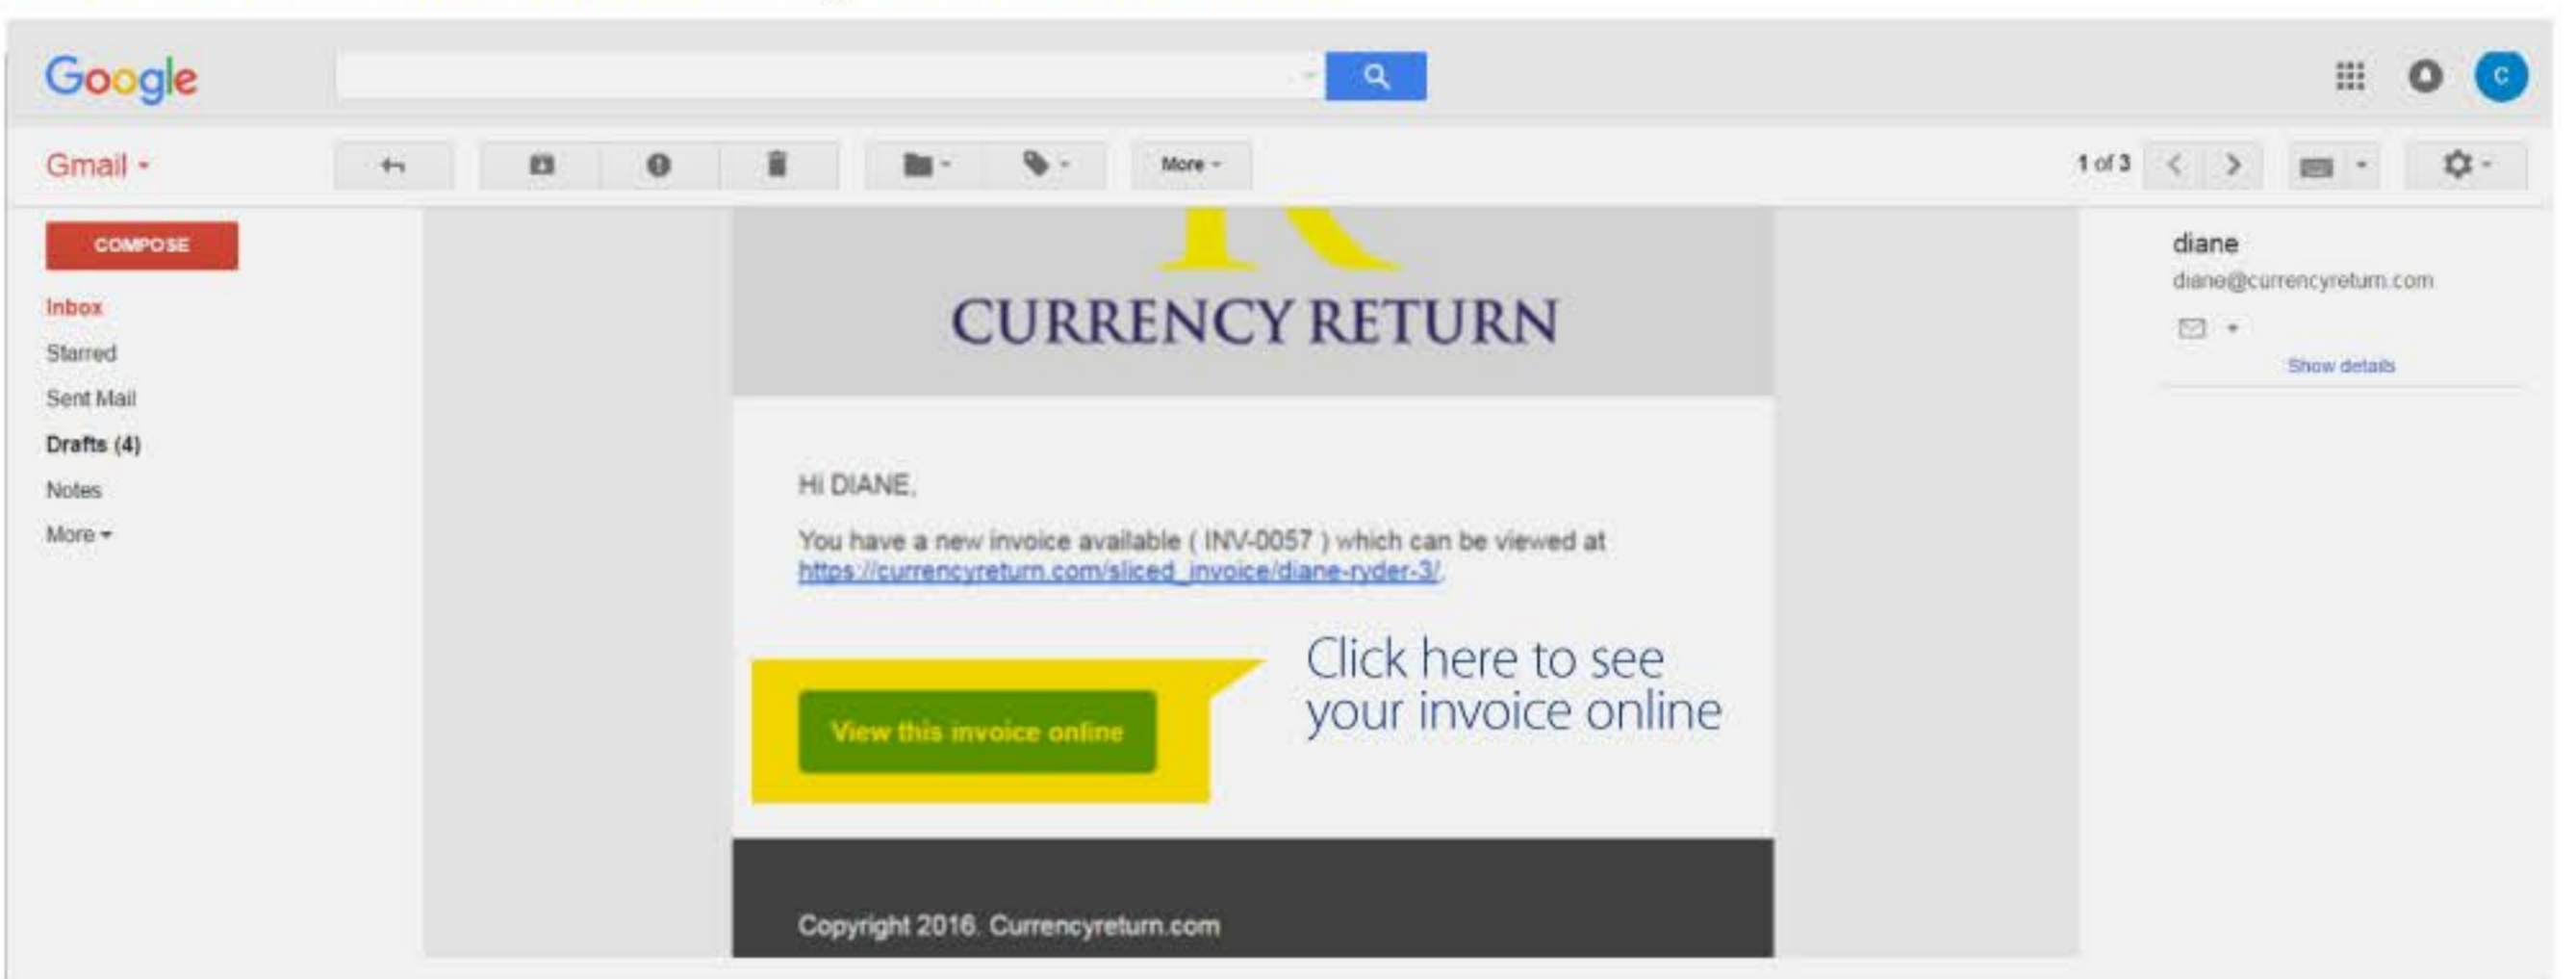 Google
Gmail
More
1 of 3
COMPOSE
Inbox
Starred
Sent Mail
Drafts (4)
Notes
More
R
CURRENCY RETURN
Hi DIANE,
You have a new invoice available ( INV-0057 ) which can be viewed at
https://currencyreturn.com/sliced_invoice/diane-ryder-3/.
View this invoice online
Click here to see
your invoice online
Copyright 2016. Currencyreturn.com
C
diane
diane@currencyreturn.com
Show details